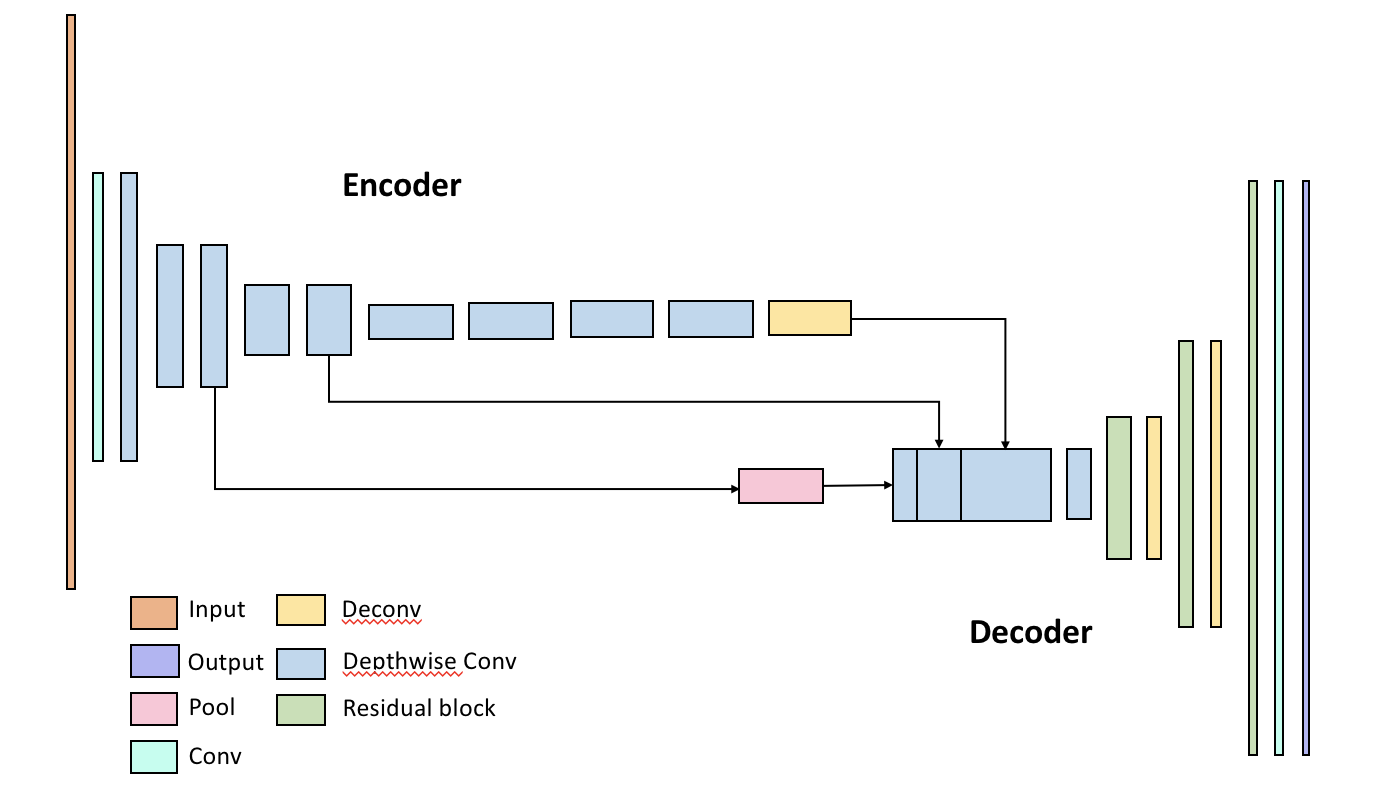 Encoder
Input
Deconv
Decoder
Output
Depthwise Conv
Pool
Residual block
Conv